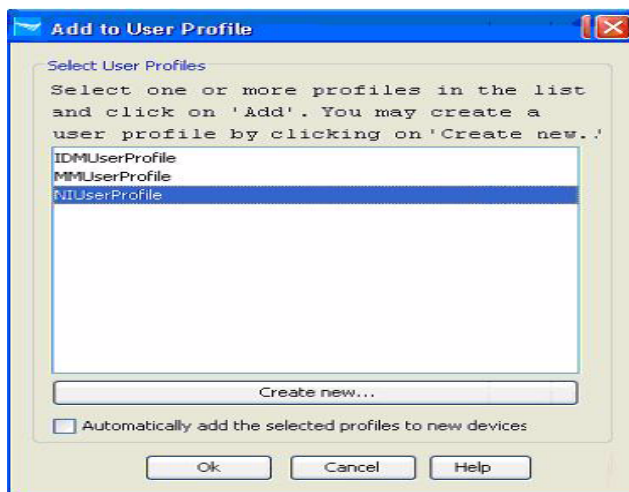 Add to User Profile
Select User Profiles
Select one or more profiles in the list
and click on 'Add'. You may create a
user profile by clicking on 'Create new..'
IDMUserProfile
MMUserProfile
NIUserProfile
Create new...
Automatically add the selected profiles to new devices
Ok
Cancel
Help